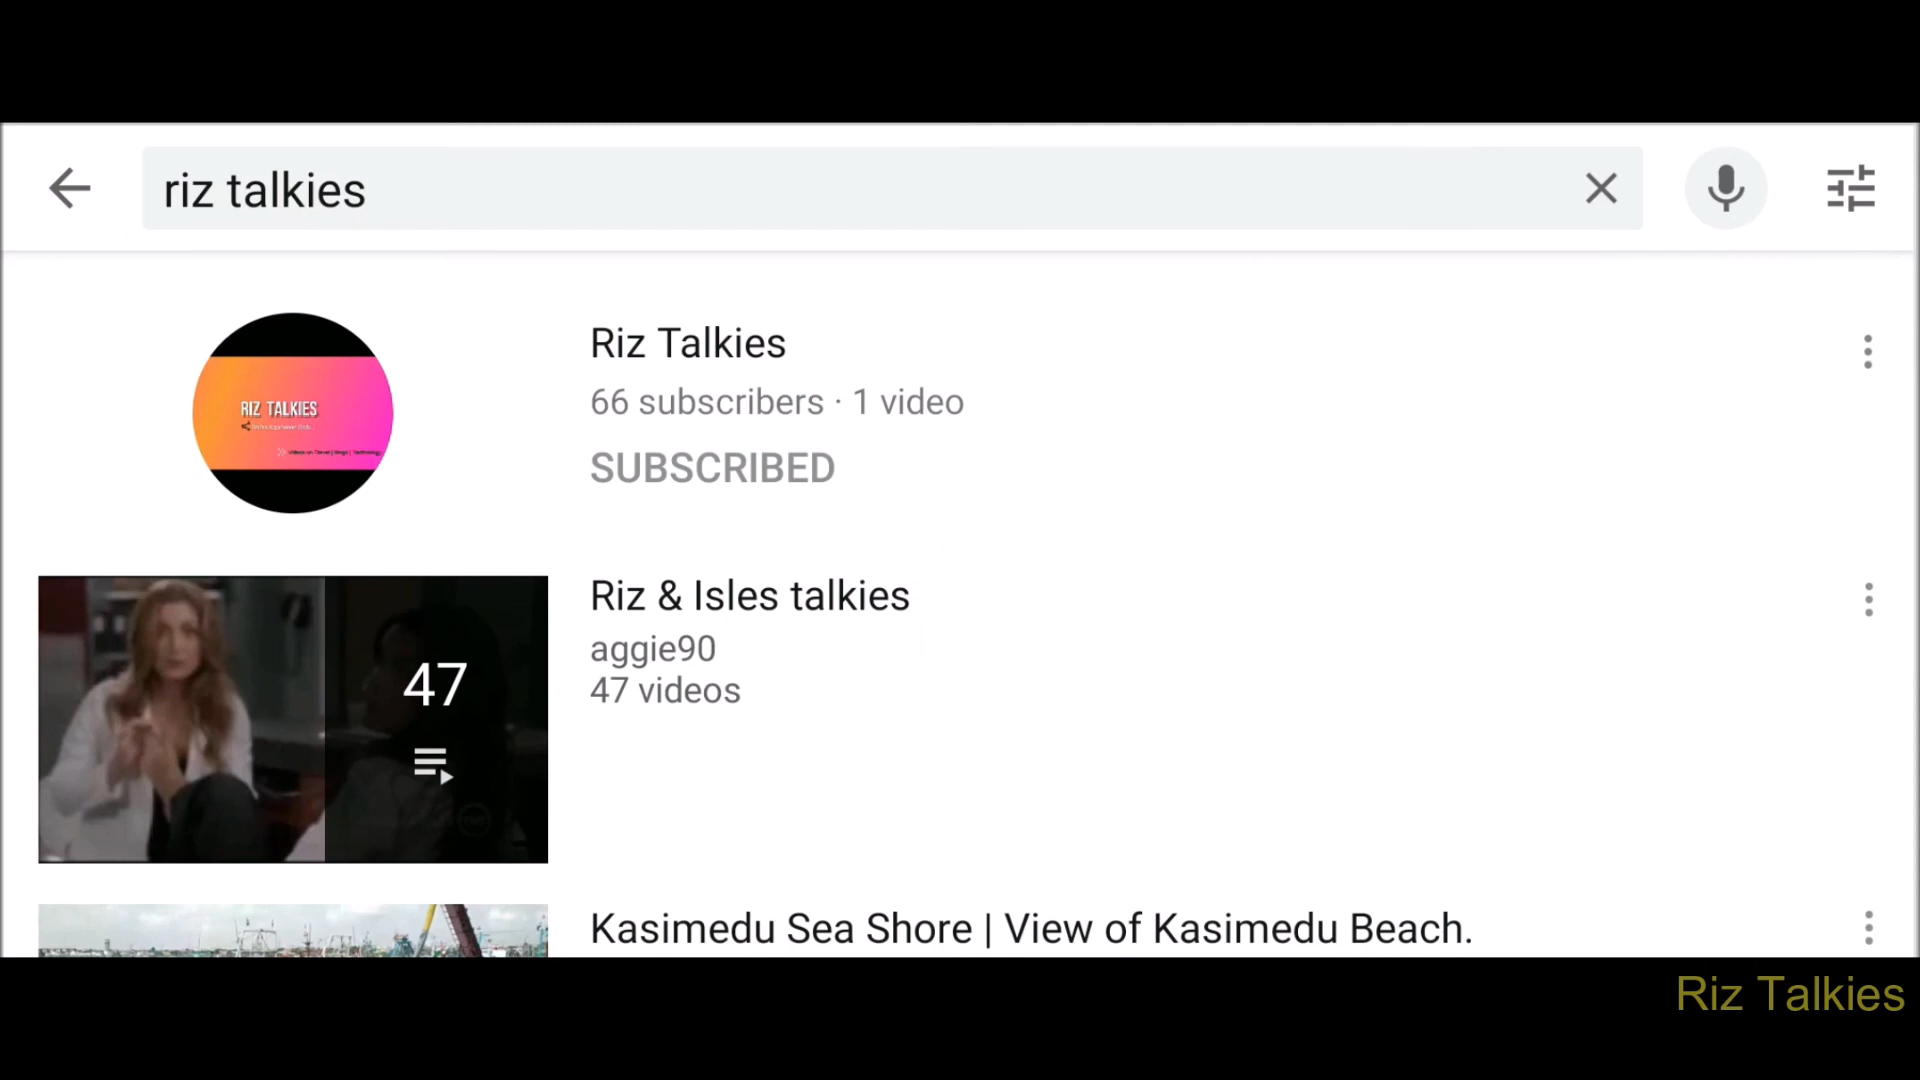 riz talkies
RIZ TALKIES
Riz Talkies
66 subscribers · 1 video
SUBSCRIBED
47
Riz & Isles talkies
aggie90
47 videos
Kasimedu Sea Shore | View of Kasimedu Beach.
Riz Talkies